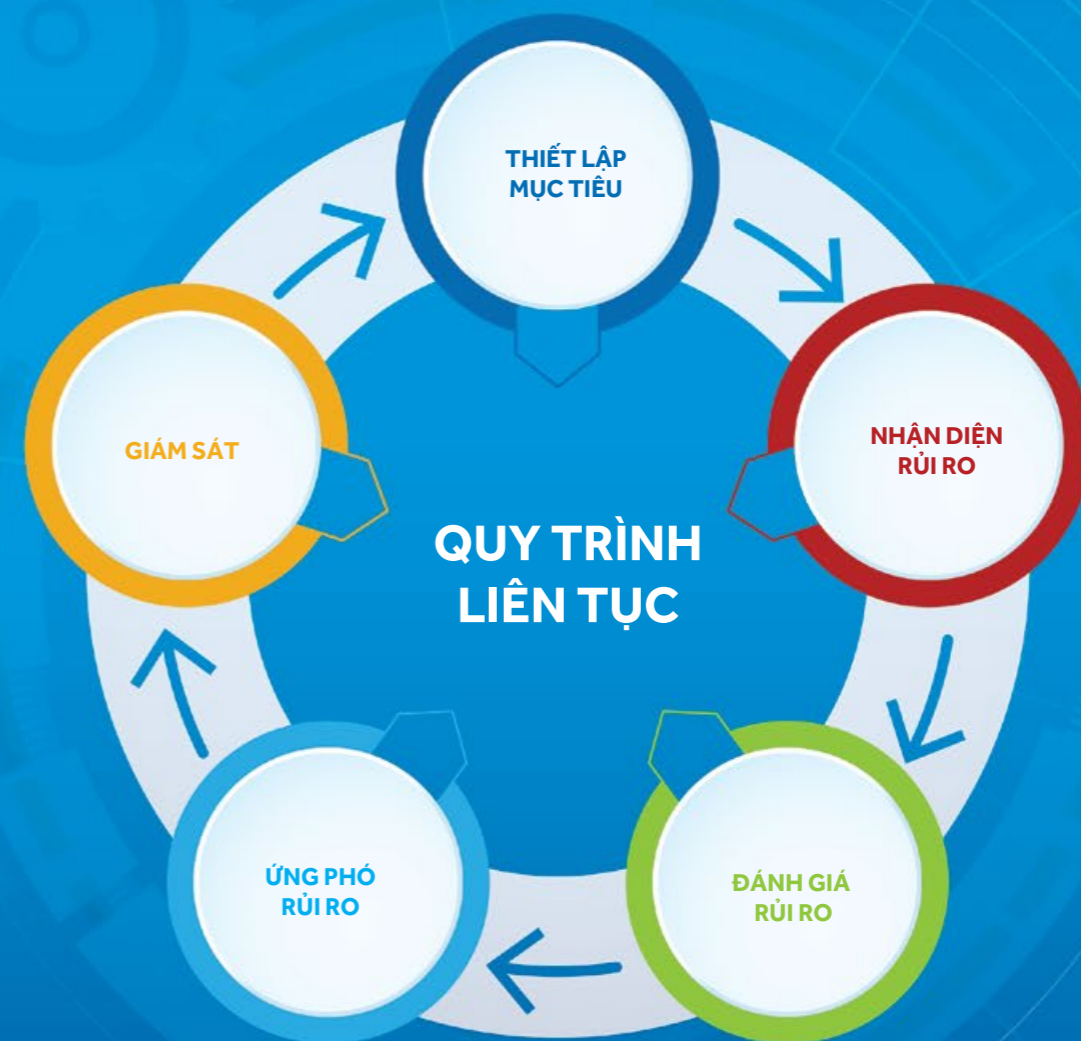 THIẾT LẬP
MỤC TIÊU
NHẬN DIỆN
RỦI RO
ĐÁNH GIÁ
RỦI RO
ỨNG PHÓ
RỦI RO
GIÁM SÁT
QUY TRÌNH
LIÊN TỤC